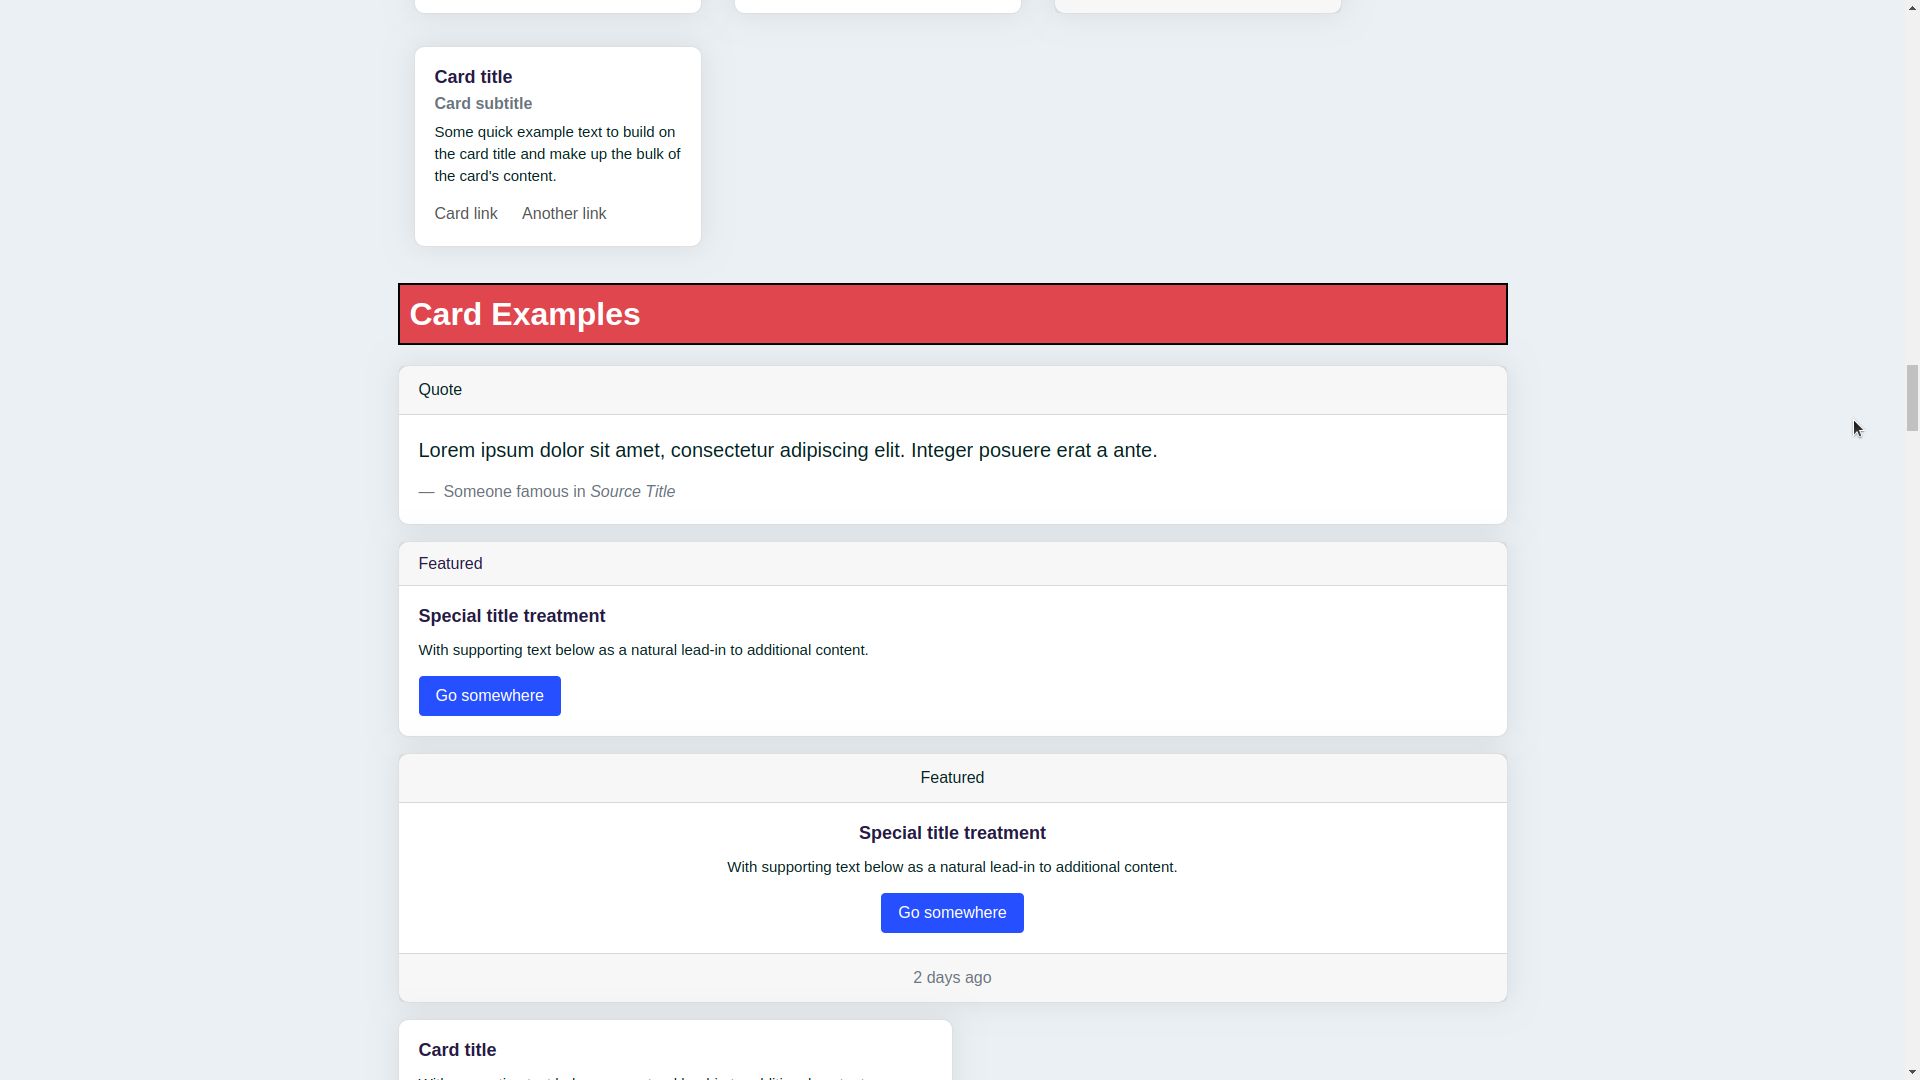 Card title
Card subtitle
Some quick example text to build on
the card title and make up the bulk of
the card's content.
Card link Another link
Card Examples
Quote
Lorem ipsum dolor sit amet, consectetur adipiscing elit. Integer posuere erat a ante.
— Someone famous in Source Title
Featured
Special title treatment
With supporting text below as a natural lead-in to additional content.
Go somewhere
Featured
Special title treatment
With supporting text below as a natural lead-in to additional content.
Go somewhere
2 days ago
Card title